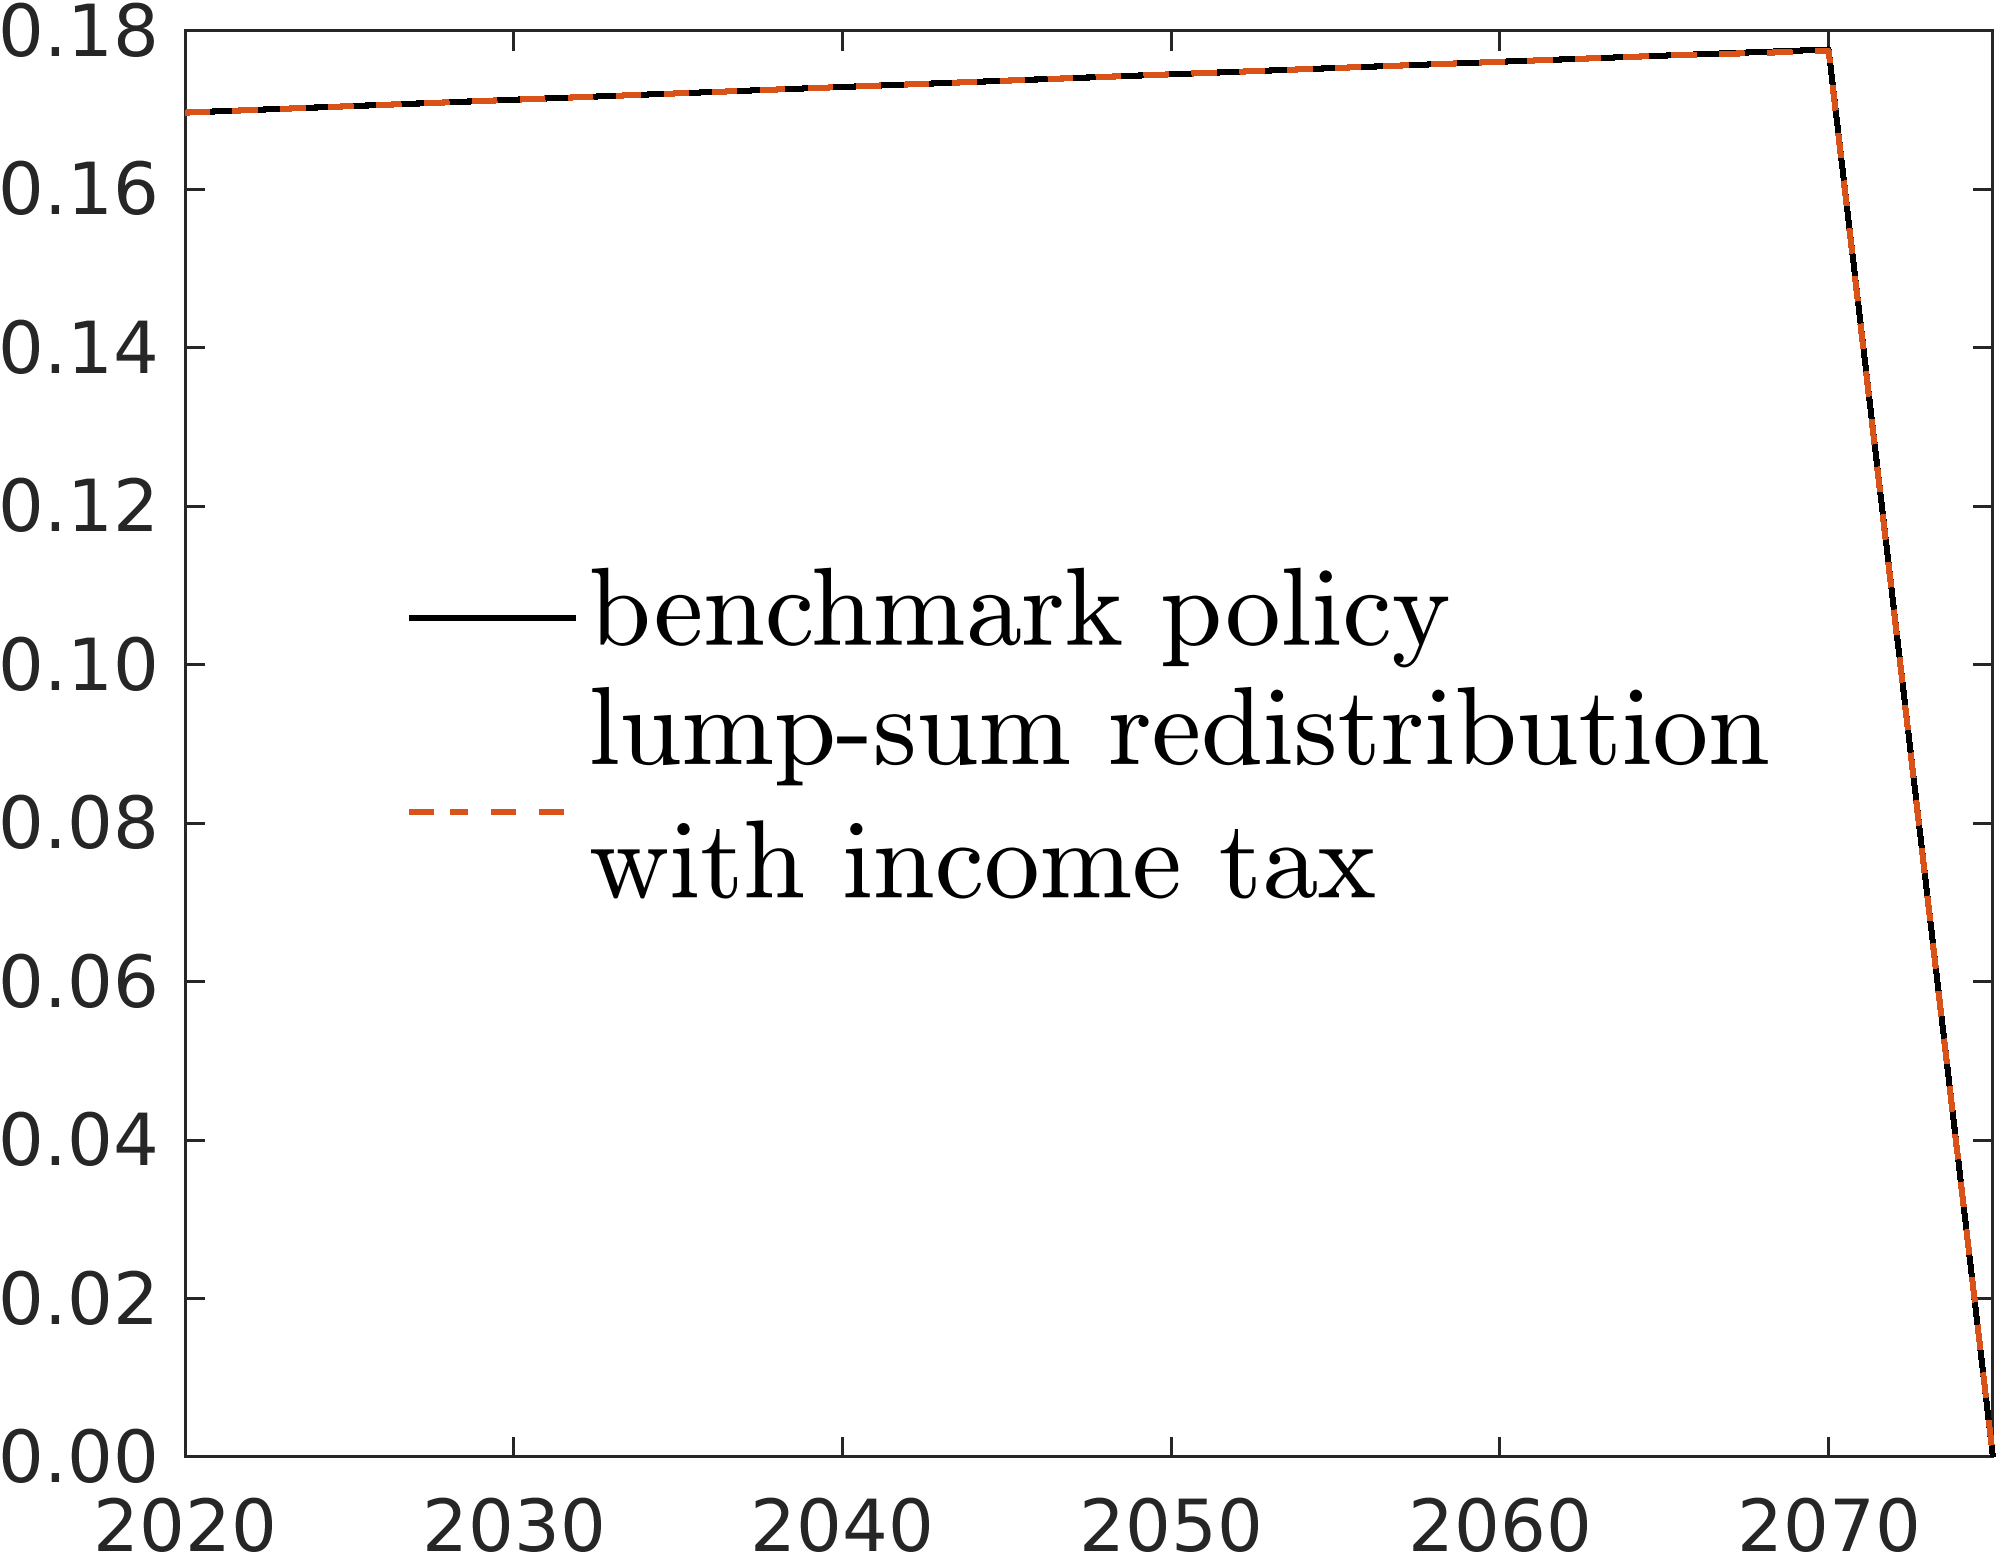 0.18
0.16
0.14
0.12
0.10
0.08
0.06
0.04
0.02
0.00
benchmark policy
lump-sum redistribution
with income tax
2020 2030 2040 2050 2060 2070